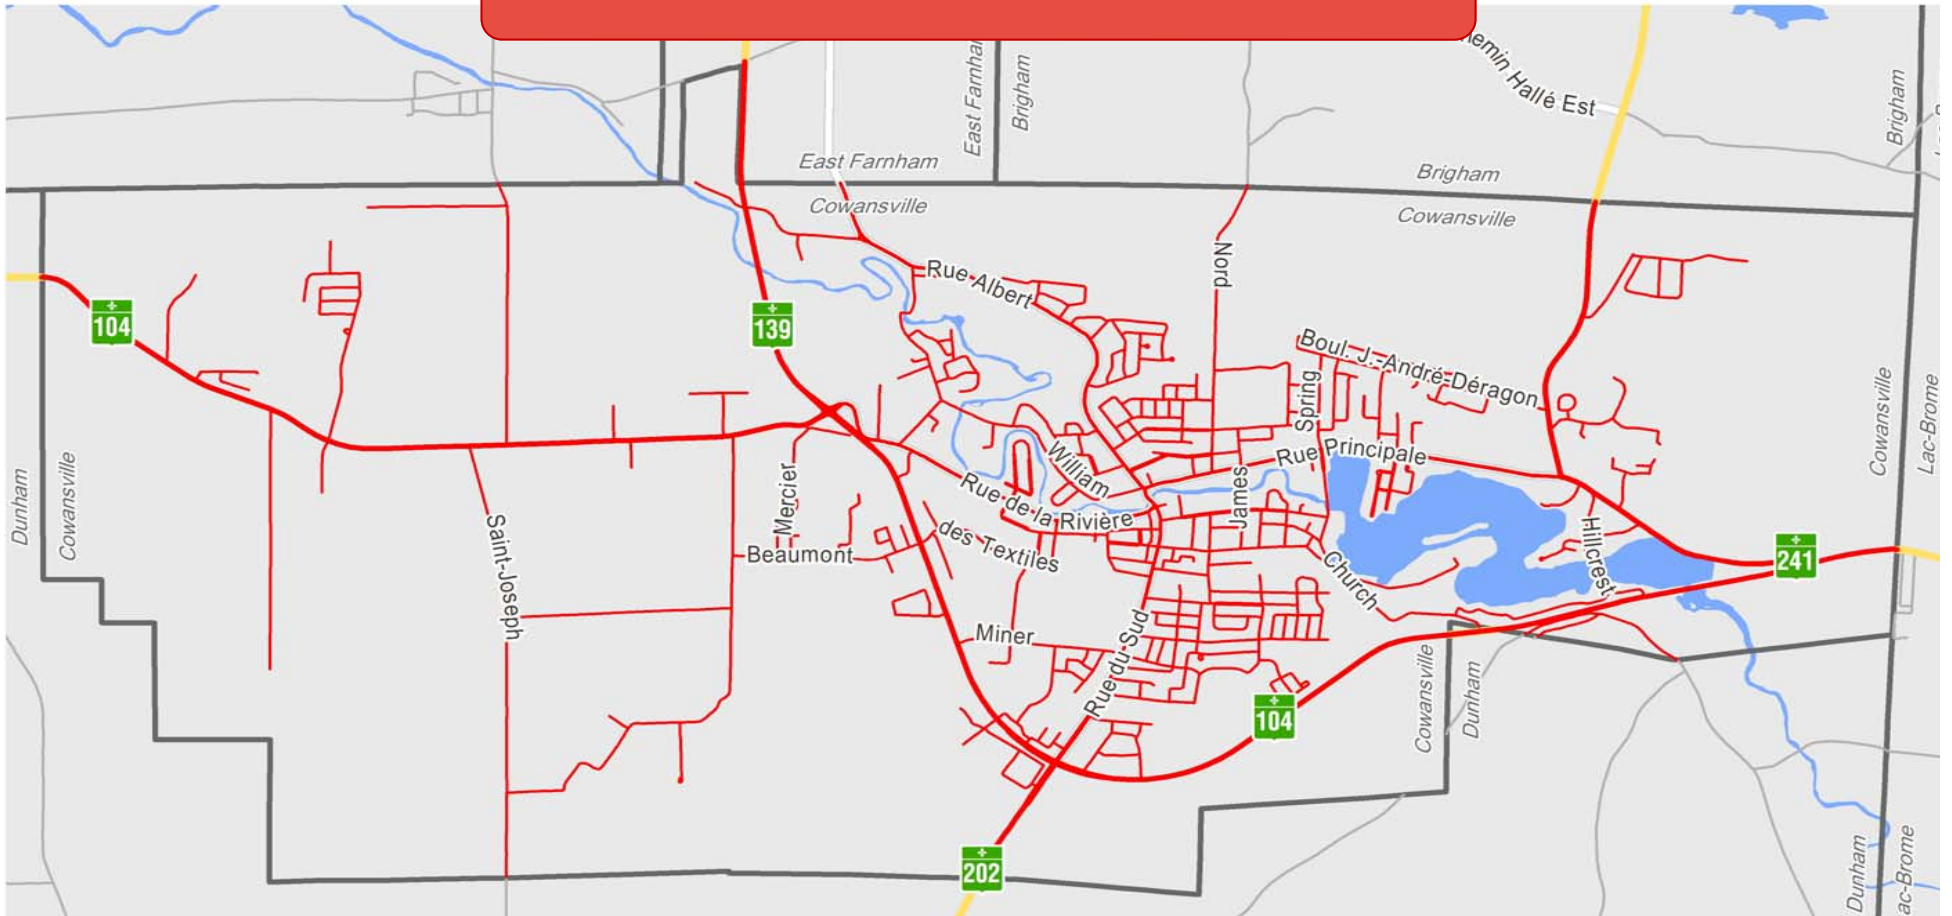 emin Hallé Est
East Farnham
Brigham
Brigham
East Farnham
Cowansville
Brigham
Cowansville
Nord
Rue Albert
104
139
Boul. J.-André-Déragon
Spring
Rue Principale
William
James
Mercier
Rue de la Rivière
des Textiles
Beaumont
Saint-Joseph
Church
Hillcrest
241
Cowansville
Lac-Brome
Dunham
Cowansville
Miner
Rue du Sud
104
Cowansville
Dunham
202
Dunham
ac-Brome